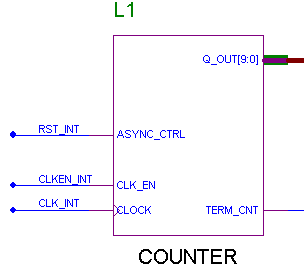 L1
Q_OUT[9:0]
RST_INT
ASYNC_CTRL
CLKEN_INT
CLK_EN
CLK_INT
CLOCK
TERM_CNT
COUNTER